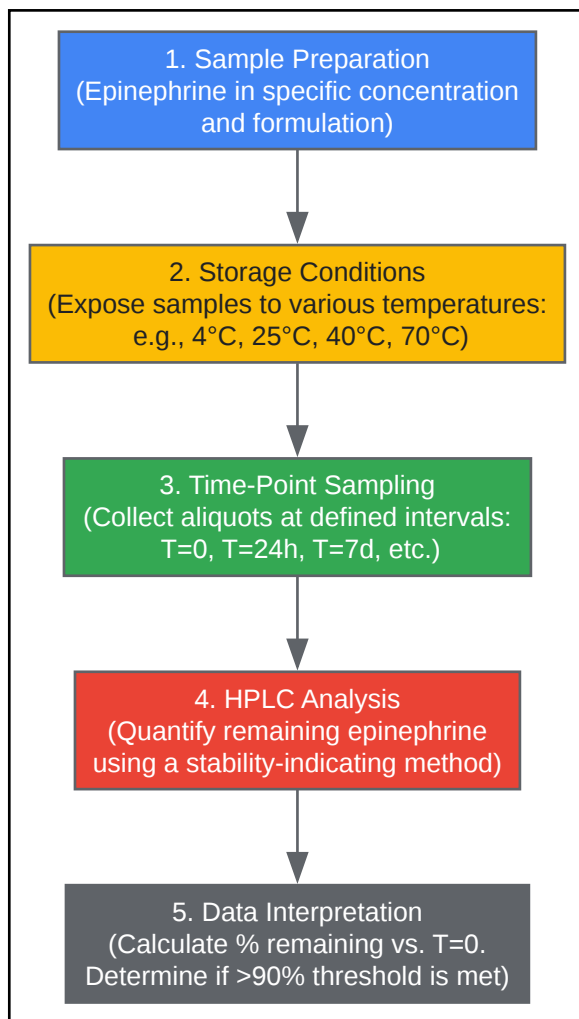 1. Sample Preparation
(Epinephrine in specific concentration
and formulation)
2. Storage Conditions
(Expose samples to various temperatures:
e.g., 4°C, 25°C, 40°C, 70°C)
3. Time-Point Sampling
(Collect aliquots at defined intervals:
T=0, T=24h, T=7d, etc.)
4. HPLC Analysis
(Quantify remaining epinephrine
using a stability-indicating method)
5. Data Interpretation
(Calculate % remaining vs. T=0.
Determine if >90% threshold is met)